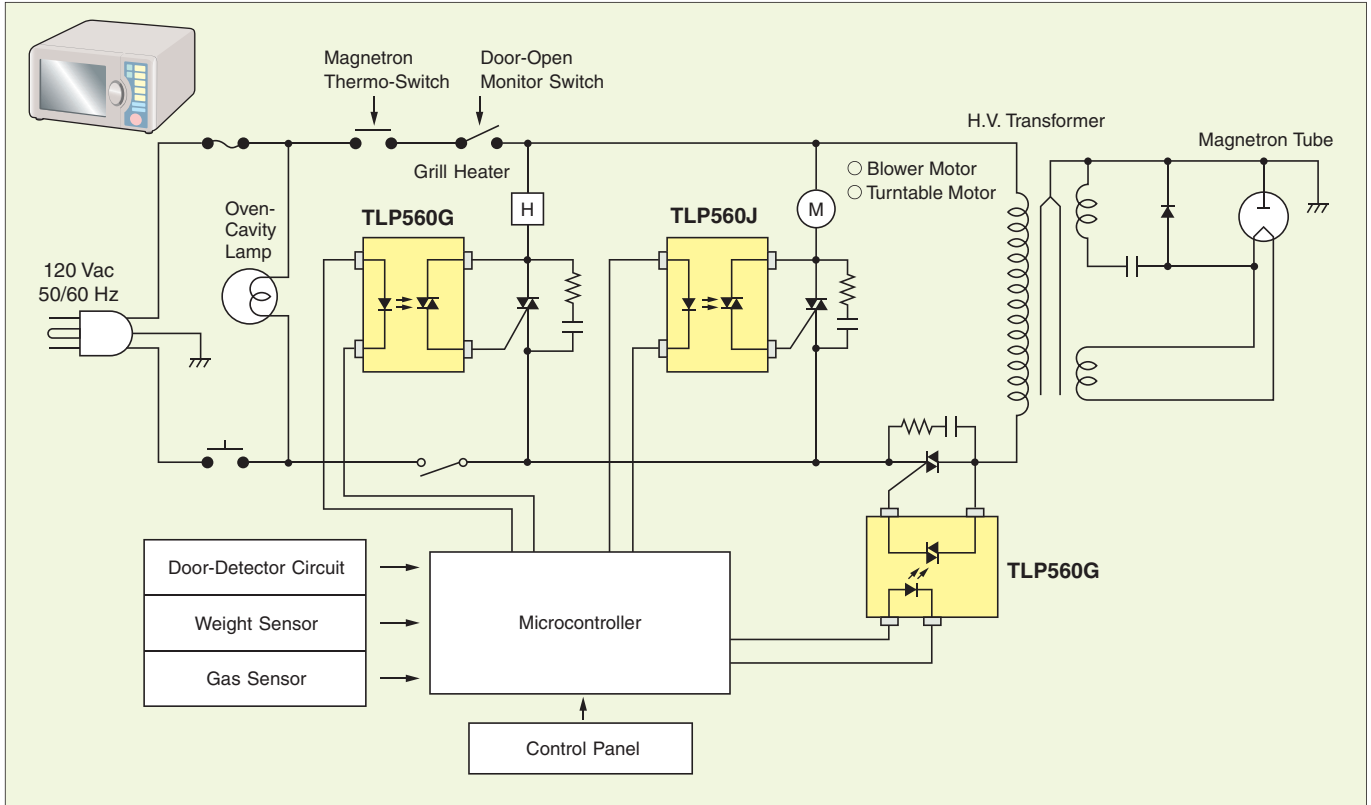 Magnetron
Thermo-Switch
Door-Open
Monitor Switch
H.V. Transformer
Magnetron Tube
Grill Heater
Blower Motor
Turntable Motor
Oven-
Cavity
Lamp
TLP560G
H
TLP560J
M
120 Vac
50/60 Hz
Door-Detector Circuit
Weight Sensor
Gas Sensor
Microcontroller
TLP560G
Control Panel